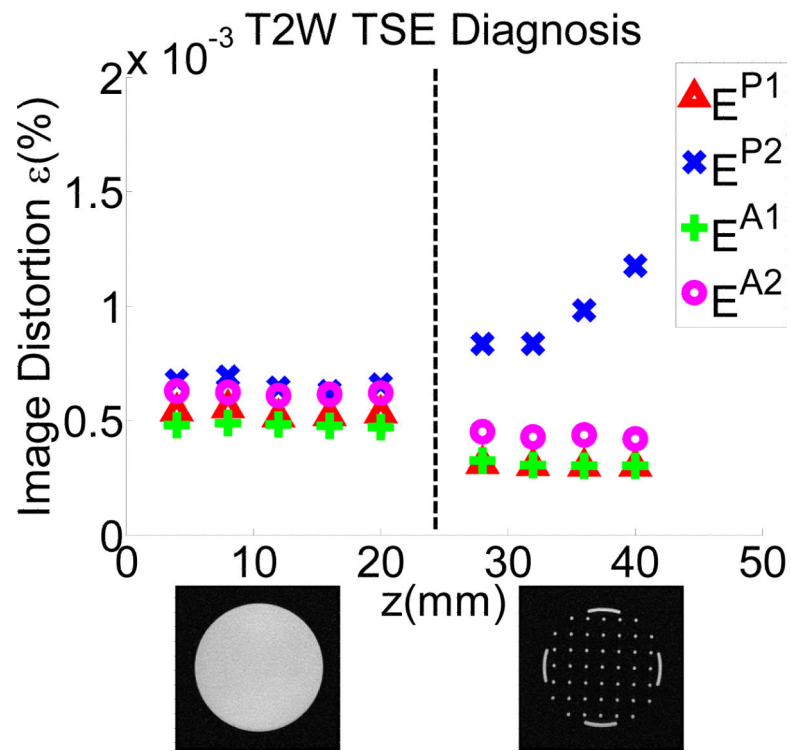 T2W TSE Diagnosis
x 10^-3
2
1.5
1
0.5
0
Image Distortion ε(%)
0 10 20 30 40 50
z(mm)
E^P1
E^P2
E^A1
E^A2